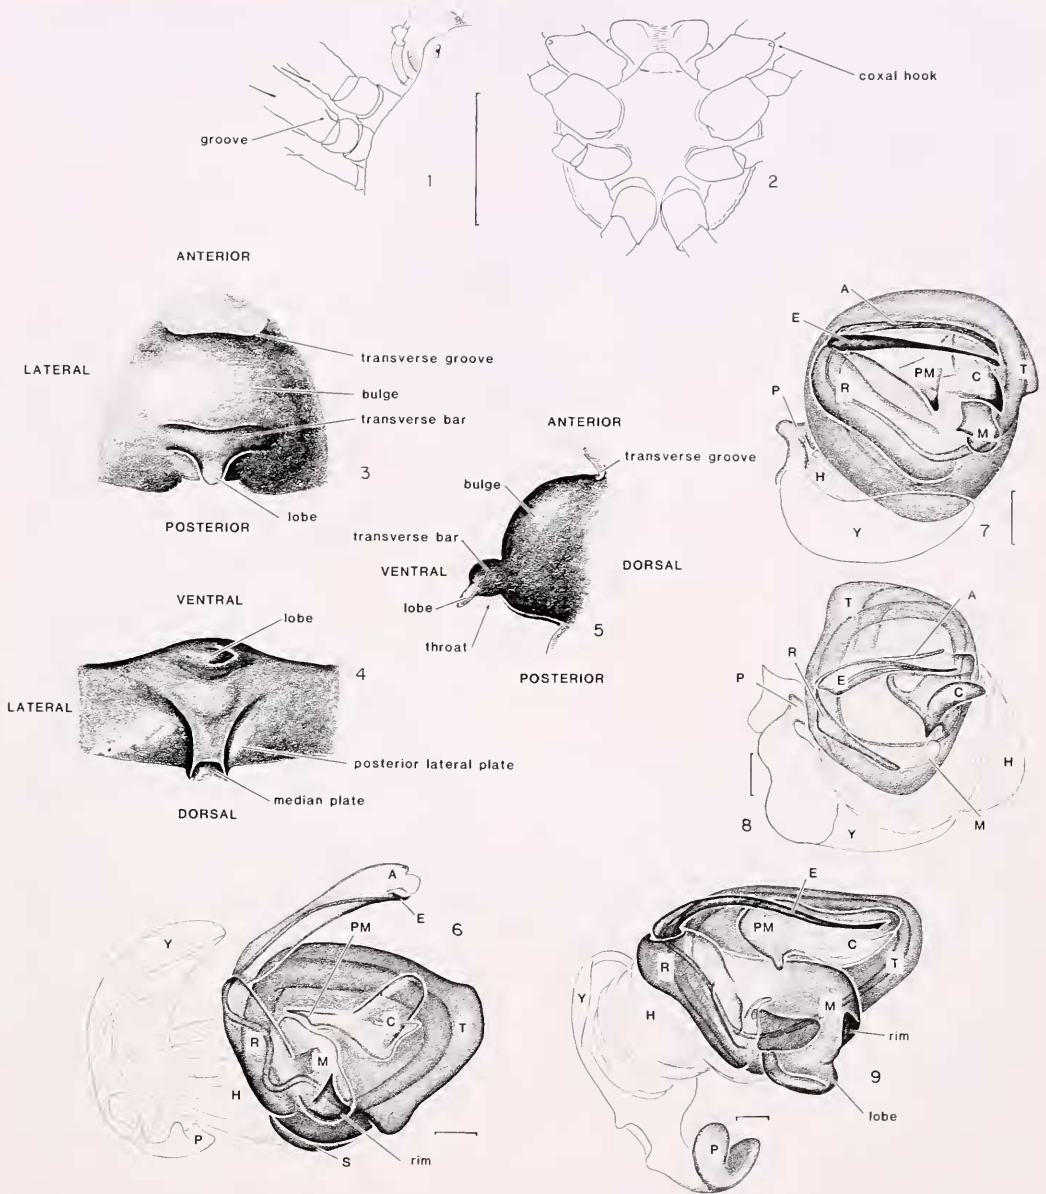 coxal hook
groove
1
2
ANTERIOR
LATERAL
transverse groove
bulge
transverse bar
3
lobe
POSTERIOR
ANTERIOR
transverse groove
bulge
transverse bar
VENTRAL
DORSAL
lobe
throat
5
POSTERIOR
VENTRAL
lobe
4
LATERAL
posterior lateral plate
median plate
DORSAL
A
E
PM
C
T
R
P
M
H
Y
7
T
A
R
P
E
C
H
8
Y
M
A
E
6
Y
PM
C
T
R
M
H
P
S
rim
E
PM
C
R
T
Y
H
M
rim
9
lobe
P